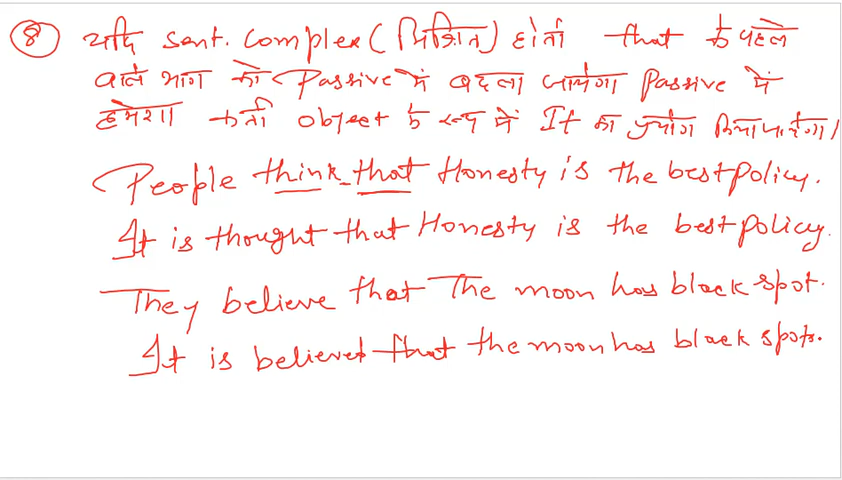 ⑧ यदि sent. complex (मिश्रित) हो तो that के पहले
वाले भाग को Passive में बदला जायेगा Passive में
हमेशा कर्ता object के रूप में It का प्रयोग किया जायेगा।
People think that Honesty is the best policy.
It is thought that Honesty is the best policy.
They believe that The moon has black spot.
It is believed that the moon has black spots.